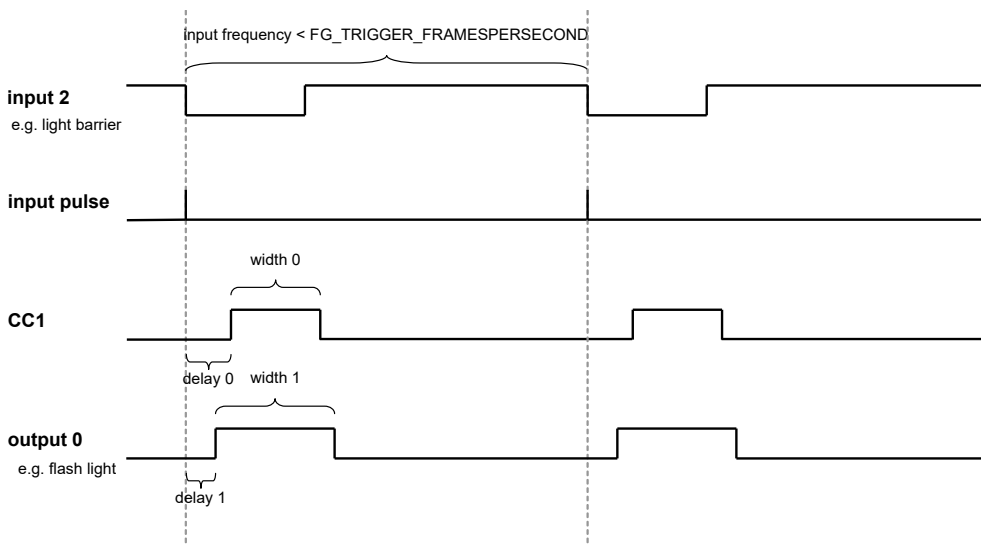 input frequency < FG_TRIGGER_FRAMESPERSECOND
input 2
e.g. light barrier
input pulse
width 0
CC1
delay 0
width 1
output 0
e.g. flash light
delay 1